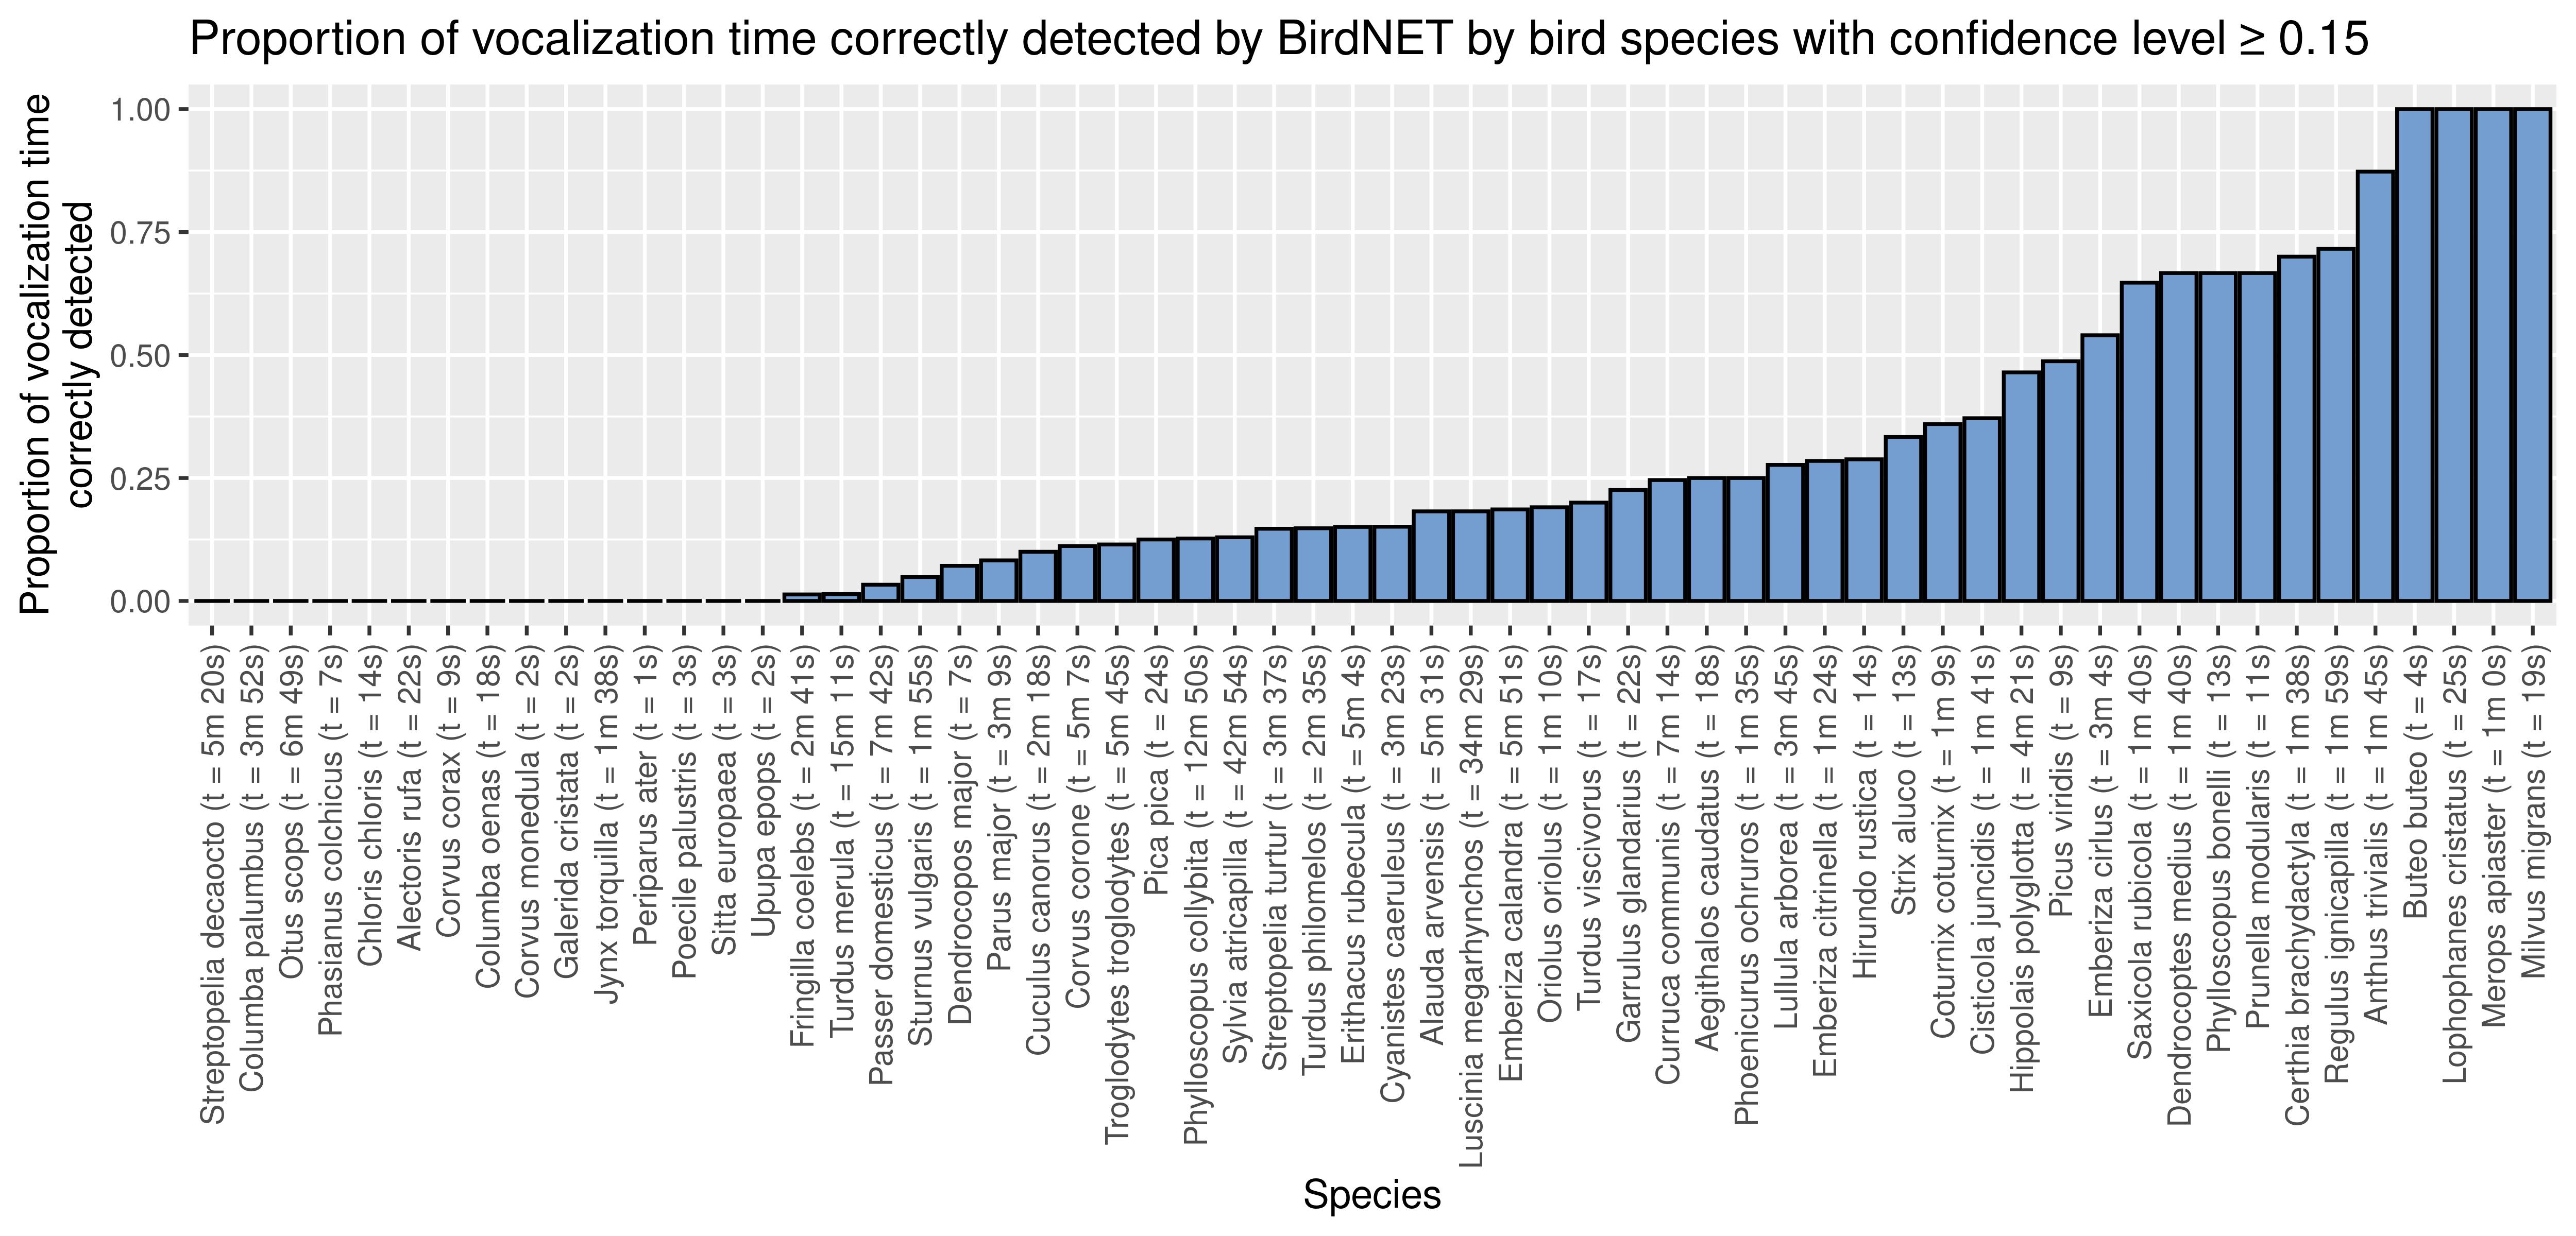 Proportion of vocalization time correctly detected by BirdNET by bird species with confidence level ≥ 0.15
Proportion of vocalization time
correctly detected
1.00
0.75
0.50
0.25
0.00
Streptopelia decaocto (t = 5m 20s)
Columba palumbus (t = 3m 52s)
Otus scops (t = 6m 49s)
Phasianus colchicus (t = 7s)
Chloris chloris (t = 14s)
Alectoris rufa (t = 22s)
Corvus corax (t = 9s)
Columba oenas (t = 18s)
Corvus monedula (t = 2s)
Galerida cristata (t = 2s)
Jynx torquilla (t = 1m 38s)
Periparus ater (t = 1s)
Poecile palustris (t = 3s)
Sitta europaea (t = 3s)
Upupa epops (t = 2s)
Fringilla coelebs (t = 2m 41s)
Turdus merula (t = 15m 11s)
Passer domesticus (t = 7m 42s)
Sturnus vulgaris (t = 1m 55s)
Dendrocopos major (t = 7s)
Parus major (t = 3m 9s)
Cuculus canorus (t = 2m 18s)
Corvus corone (t = 5m 7s)
Troglodytes troglodytes (t = 5m 45s)
Pica pica (t = 24s)
Phylloscopus collybita (t = 12m 50s)
Sylvia atricapilla (t = 42m 54s)
Streptopelia turtur (t = 3m 37s)
Turdus philomelos (t = 2m 35s)
Erithacus rubecula (t = 5m 4s)
Cyanistes caeruleus (t = 3m 23s)
Alauda arvensis (t = 5m 31s)
Luscinia megarhynchos (t = 34m 29s)
Emberiza calandra (t = 5m 51s)
Oriolus oriolus (t = 1m 10s)
Turdus viscivorus (t = 17s)
Garrulus glandarius (t = 22s)
Curruca communis (t = 7m 14s)
Aegithalos caudatus (t = 18s)
Phoenicurus ochruros (t = 1m 35s)
Lullula arborea (t = 3m 45s)
Emberiza citrinella (t = 1m 24s)
Hirundo rustica (t = 14s)
Strix aluco (t = 13s)
Coturnix coturnix (t = 1m 9s)
Cisticola juncidis (t = 1m 41s)
Hippolais polyglotta (t = 4m 21s)
Picus viridis (t = 9s)
Emberiza cirlus (t = 3m 4s)
Saxicola rubicola (t = 1m 40s)
Dendrocoptes medius (t = 1m 40s)
Phylloscopus bonelli (t = 13s)
Prunella modularis (t = 11s)
Certhia brachydactyla (t = 1m 38s)
Regulus ignicapilla (t = 1m 59s)
Anthus trivialis (t = 1m 45s)
Buteo buteo (t = 4s)
Lophophanes cristatus (t = 25s)
Merops apiaster (t = 1m 0s)
Milvus migrans (t = 19s)
Species